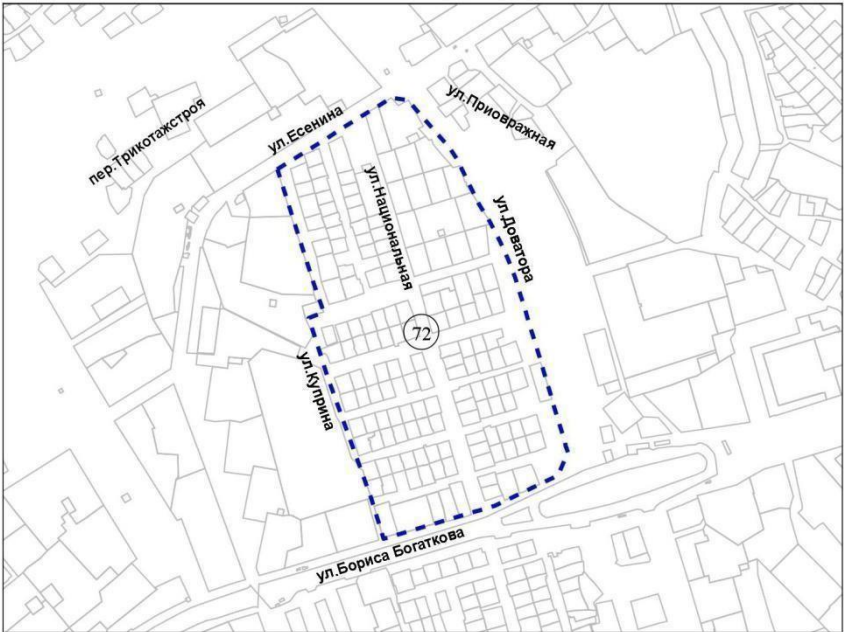 ул.Приовражная
пер.Трикотажстроя
ул.Есенина
ул.Национальная
ул.Доватора
72
ул.Куприна
ул.Бориса Богаткова